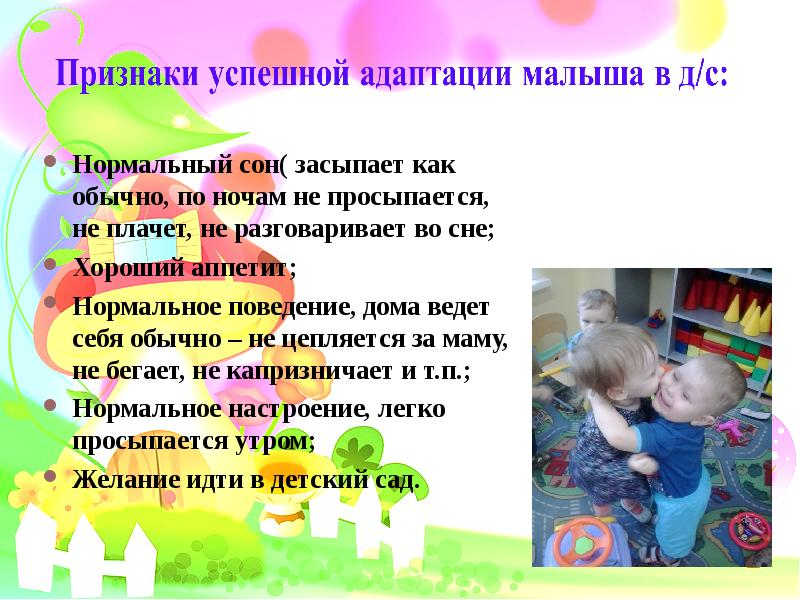 Признаки успешной адаптации малыша в д/с:
Нормальный сон( засыпает как
обычно, по ночам не просыпается,
не плачет, не разговаривает во сне;
Хороший аппетит;
Нормальное поведение, дома ведет
себя обычно – не цепляется за маму,
не бегает, не капризничает и т.п.;
Нормальное настроение, легко
просыпается утром;
Желание идти в детский сад.